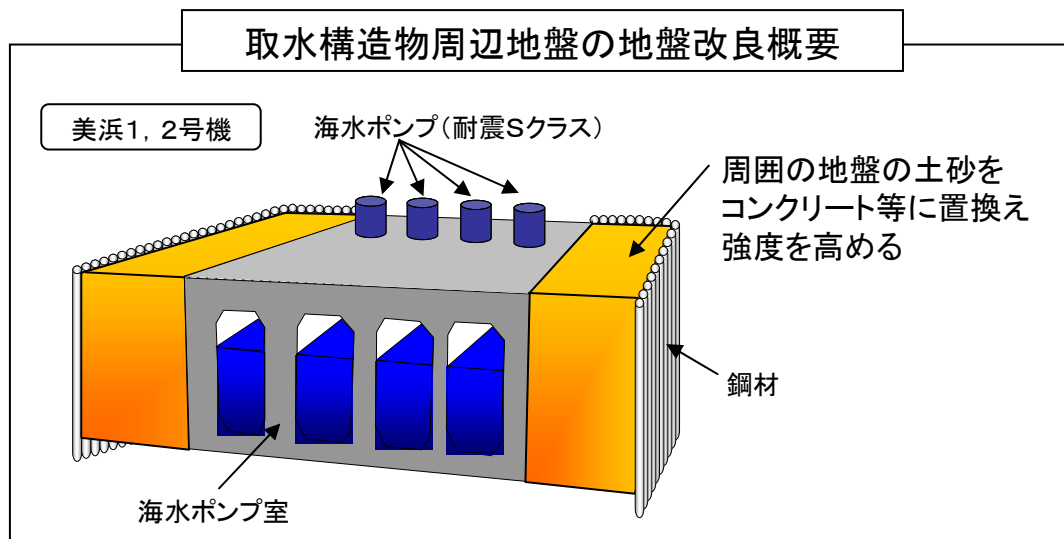 取水構造物周辺地盤の地盤改良概要
美浜１，２号機
海水ポンプ（耐震Sクラス）
周囲の地盤の土砂を
コンクリート等に置換え
強度を高める
鋼材
海水ポンプ室